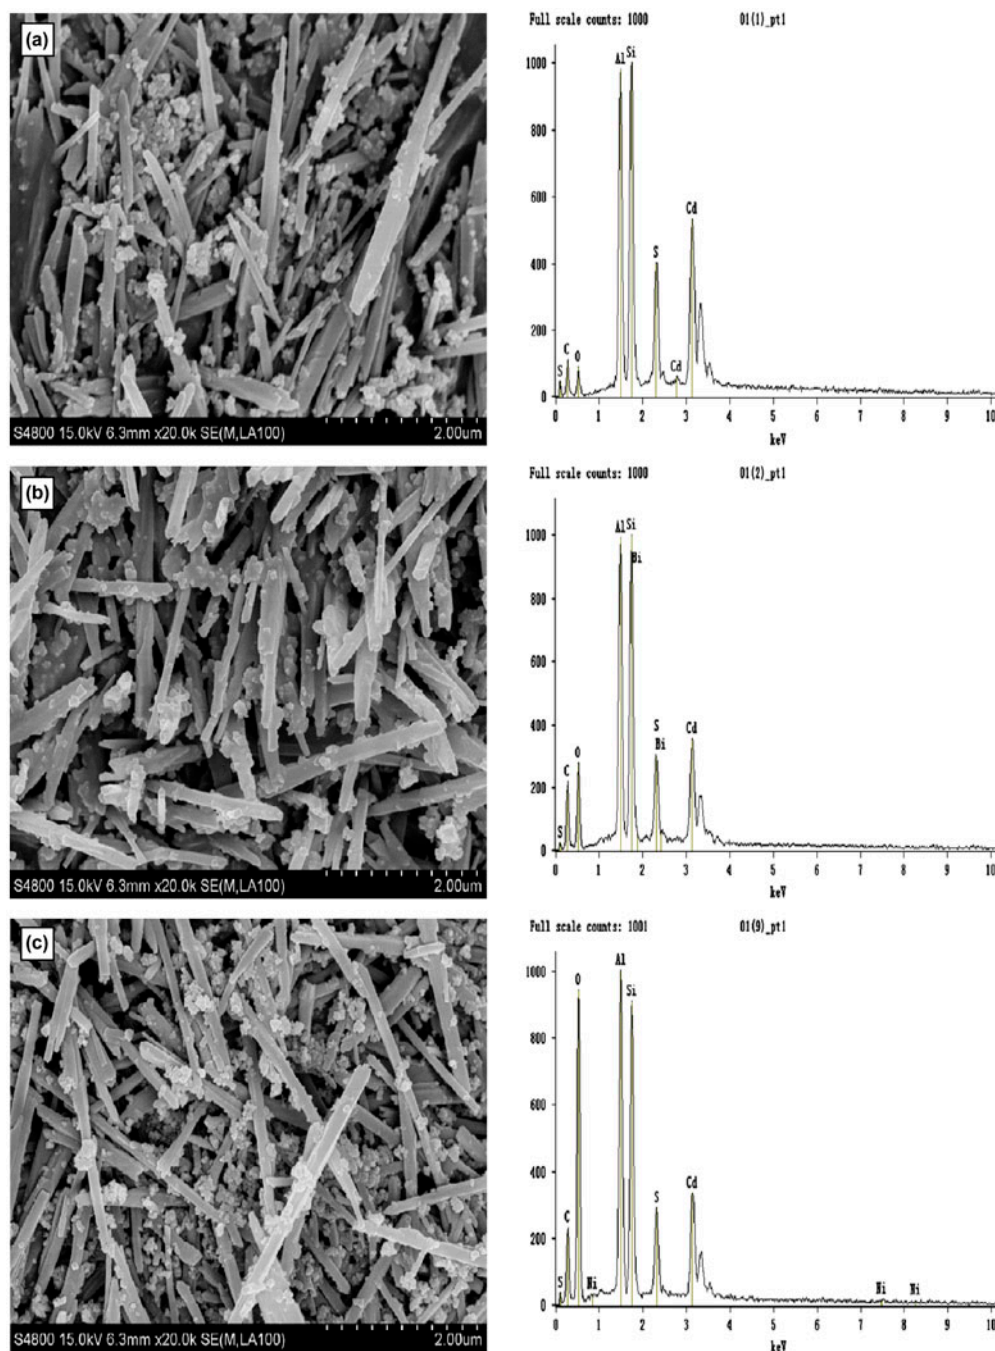 (a)
S4800 15.0kV 6.3mm x20.0k SE(M,LA100) 2.00um
Full scale counts: 1000 01(1)_pt1
1000
800
600
400
200
0
Al Si
S
Cd
S C O
Cd
0 1 2 3 4 5 6 7 8 9 10
keV
(b)
S4800 15.0kV 6.3mm x20.0k SE(M,LA100) 2.00um
Full scale counts: 1000 01(2)_pt1
1000
800
600
400
200
0
Al Si
Bi
S
Bi
Cd
S C O
0 1 2 3 4 5 6 7 8 9 10
keV
(c)
S4800 15.0kV 6.3mm x20.0k SE(M,LA100) 2.00um
Full scale counts: 1001 01(9)_pt1
1000
800
600
400
200
0
O
Al
Si
C
S
Cd
S
Ni
Ni Ni
0 1 2 3 4 5 6 7 8 9 10
keV